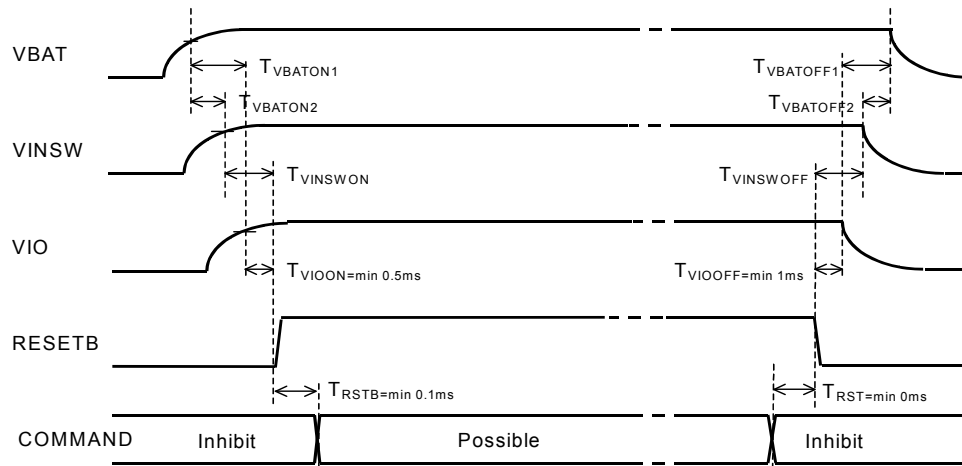 VBAT
TVBATON1
TVBATOFF1
TVBATON2
TVBATOFF2
VINSW
TVINSWON
TVINSWOFF
VIO
TVIOON=min 0.5ms
TVIOOFF=min 1ms
RESETB
TRSTB=min 0.1ms
TRST=min 0ms
COMMAND
Inhibit
Possible
Inhibit